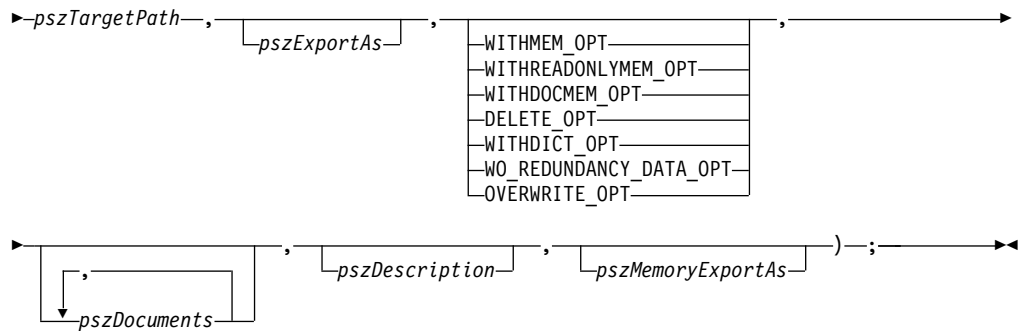 pszTargetPath , , ,
pszExportAs
WITHMEM_OPT
WITHREADONLYMEM_OPT
WITHDOCMEM_OPT
DELETE_OPT
WITHDICT_OPT
WO_REDUNDANCY_DATA_OPT
OVERWRITE_OPT
, , ) ;
,
pszDescription
pszMemoryExportAs
pszDocuments